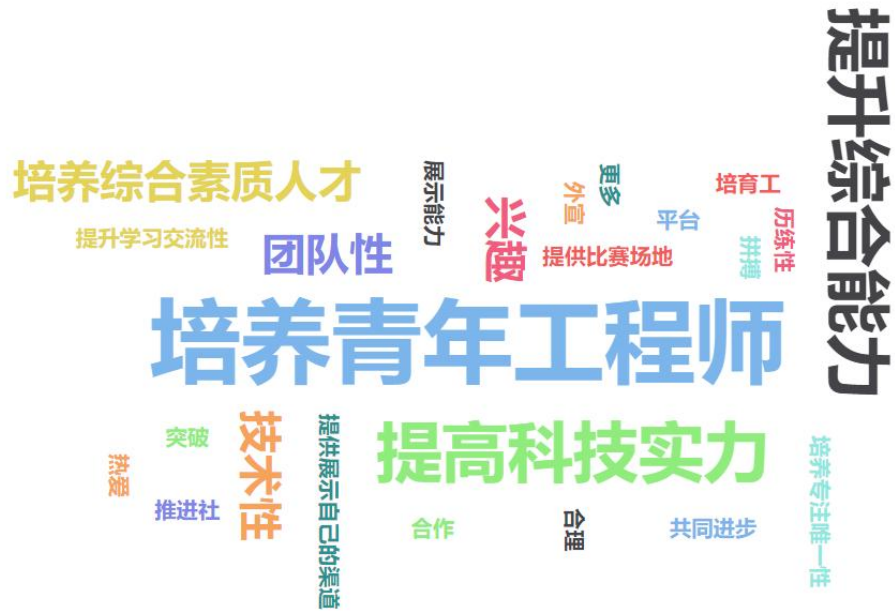 提升综合能力
培养综合素质人才
展示能力
更多
外宣
培育工
兴趣
平台
历练性
提升学习交流性
团队性
提供比赛场地
拼搏
培养青年工程师
技术性
提供展示自己的渠道
提高科技实力
突破
培养专注唯一性
热爱
推进社
合作
合理
共同进步